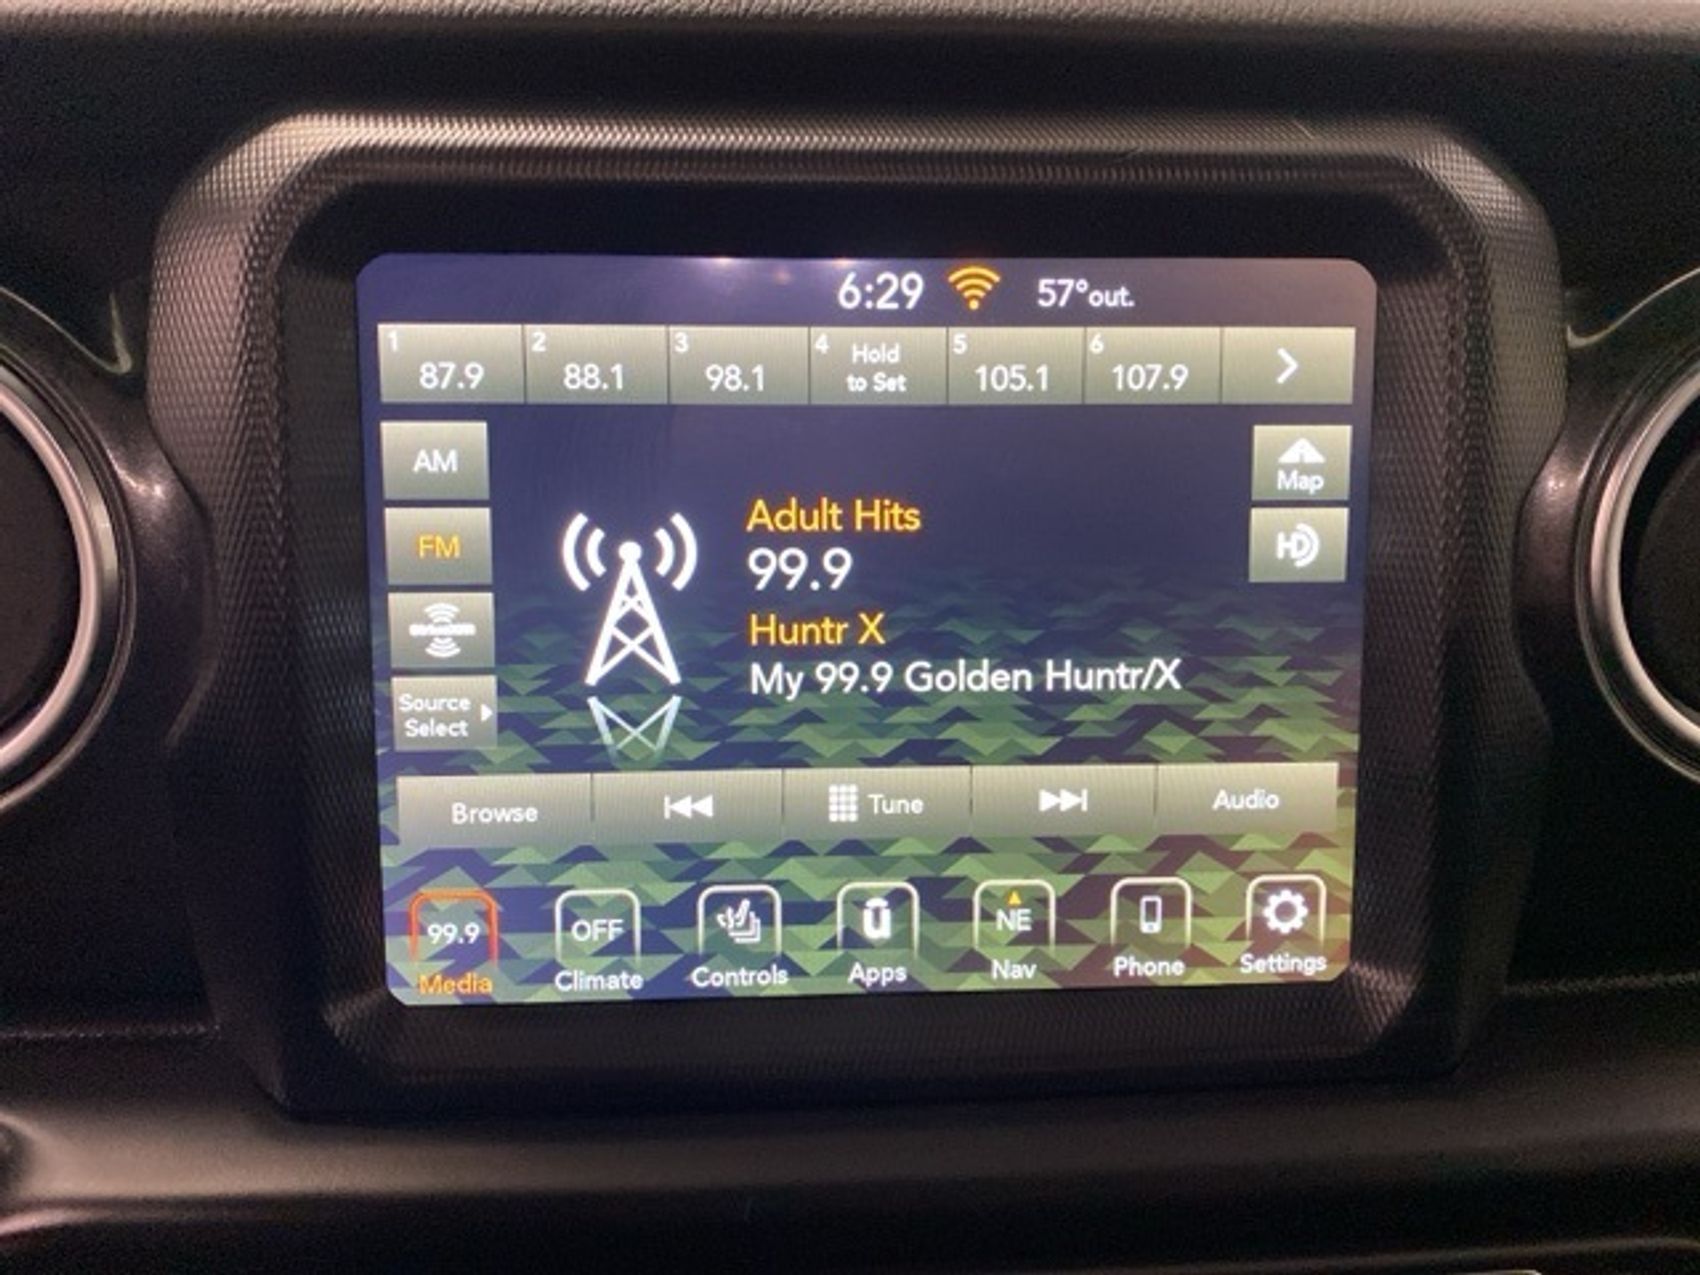 6:29 57°out.
1 87.9 2 88.1 3 98.1 4 Hold to Set 5 105.1 6 107.9
AM
Map
FM
HD
Source
Select
Adult Hits
99.9
Huntr X
My 99.9 Golden Huntr/X
Browse Tune Audio
99.9 OFF NE
Media Climate Controls Apps Nav Phone Settings